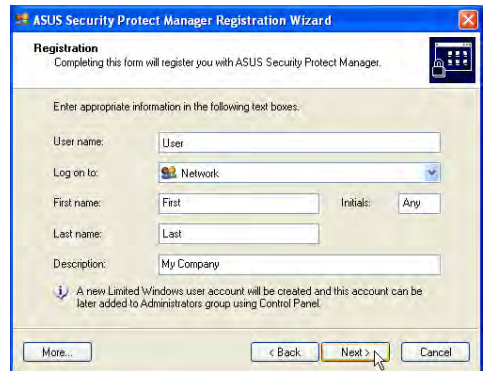 ASUS Security Protect Manager Registration Wizard
Registration
Completing this form will register you with ASUS Security Protect Manager.
Enter appropriate information in the following text boxes.
User name: User
Log on to: Network
First name: First Initials: Any
Last name: Last
Description: My Company
A new Limited Windows user account will be created and this account can be
later added to Administrators group using Control Panel.
More... < Back Next > Cancel